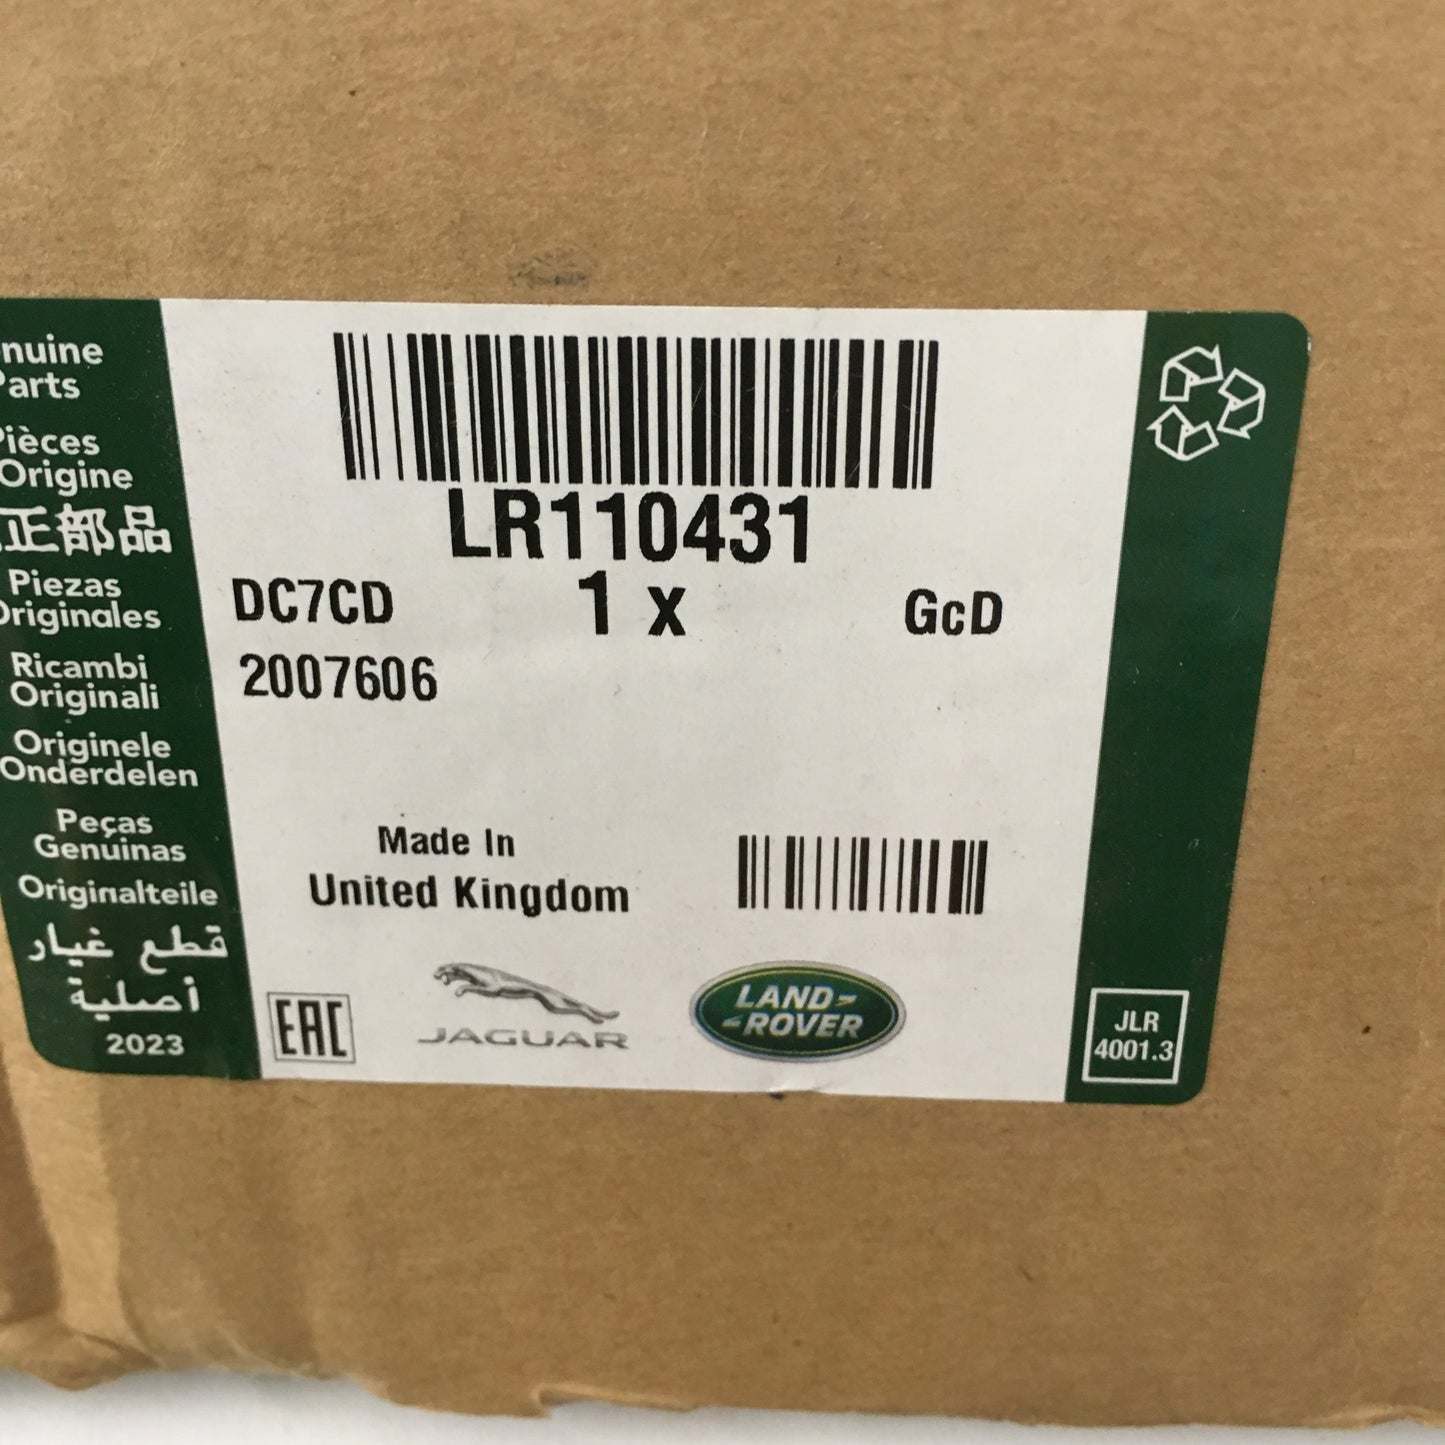 nuine
Parts
Pièces
Origine
正部品
Piezas
Originales
Ricambi
Originali
Originele
Onderdelen
Peças
Genuinas
Originalteile
قطع غيار
أصلية
2023
LR110431
DC7CD 1 x GcD
2007606
Made In
United Kingdom
EAC
JAGUAR
LAND-
-ROVER
JLR
4001.3